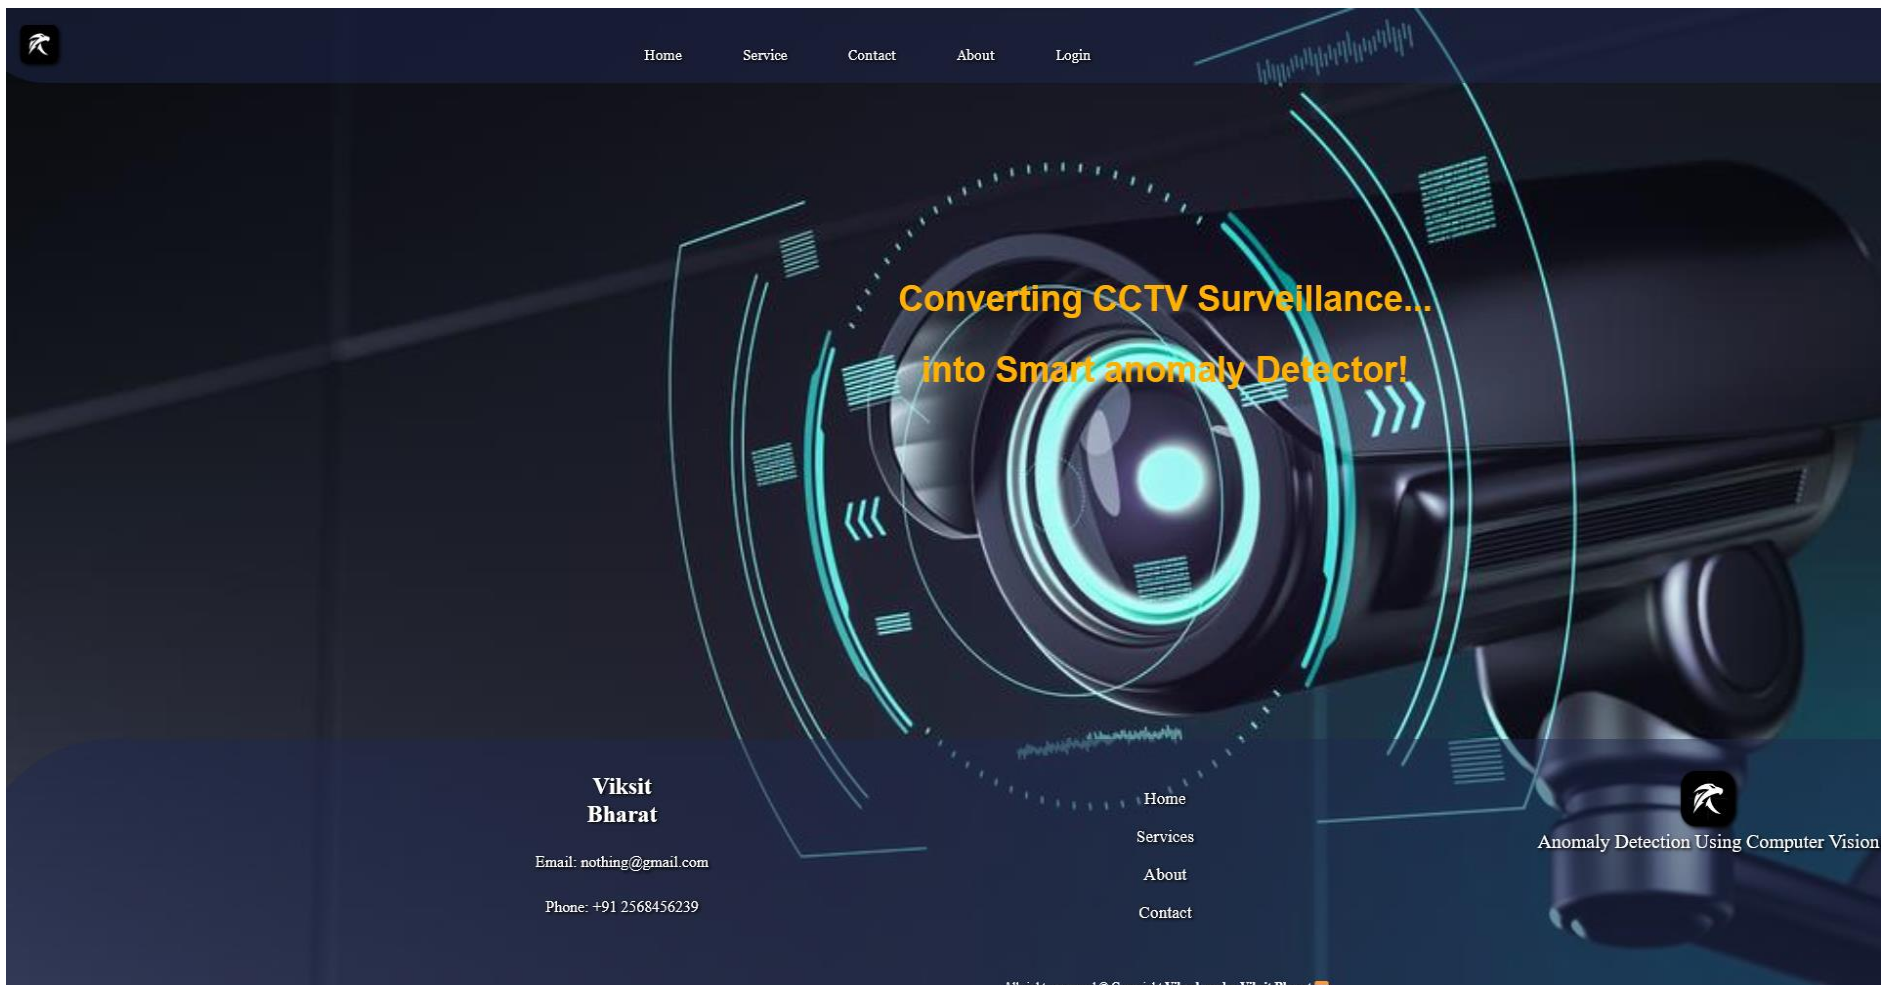 Home Service Contact About Login
Converting CCTV Surveillance...
into Smart anomaly Detector!
Viksit
Bharat
Email: nothing@gmail.com
Phone: +91 2568456239
Home
Services
About
Contact
Anomaly Detection Using Computer Vision